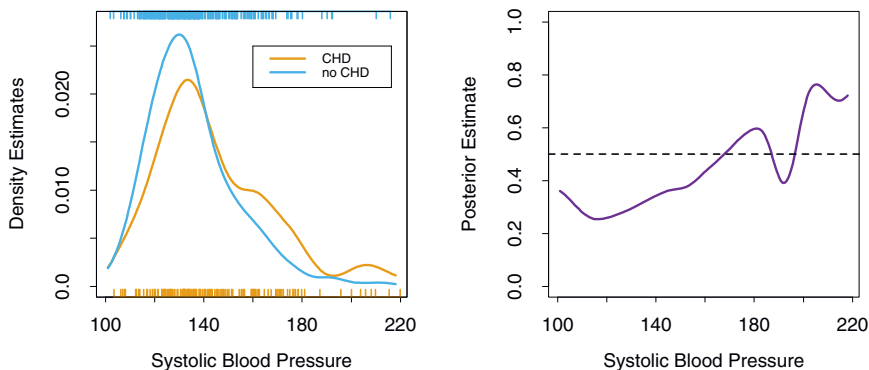 CHD
no CHD
Density Estimates
0.0
0.010
0.020
100
140
180
220
Systolic Blood Pressure
Posterior Estimate
0.0
0.2
0.4
0.6
0.8
1.0
100
140
180
220
Systolic Blood Pressure